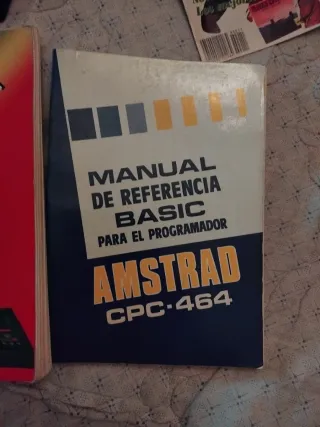 MANUAL
DE REFERENCIA
BASIC
PARA EL PROGRAMADOR
AMSTRAD
CPC-464